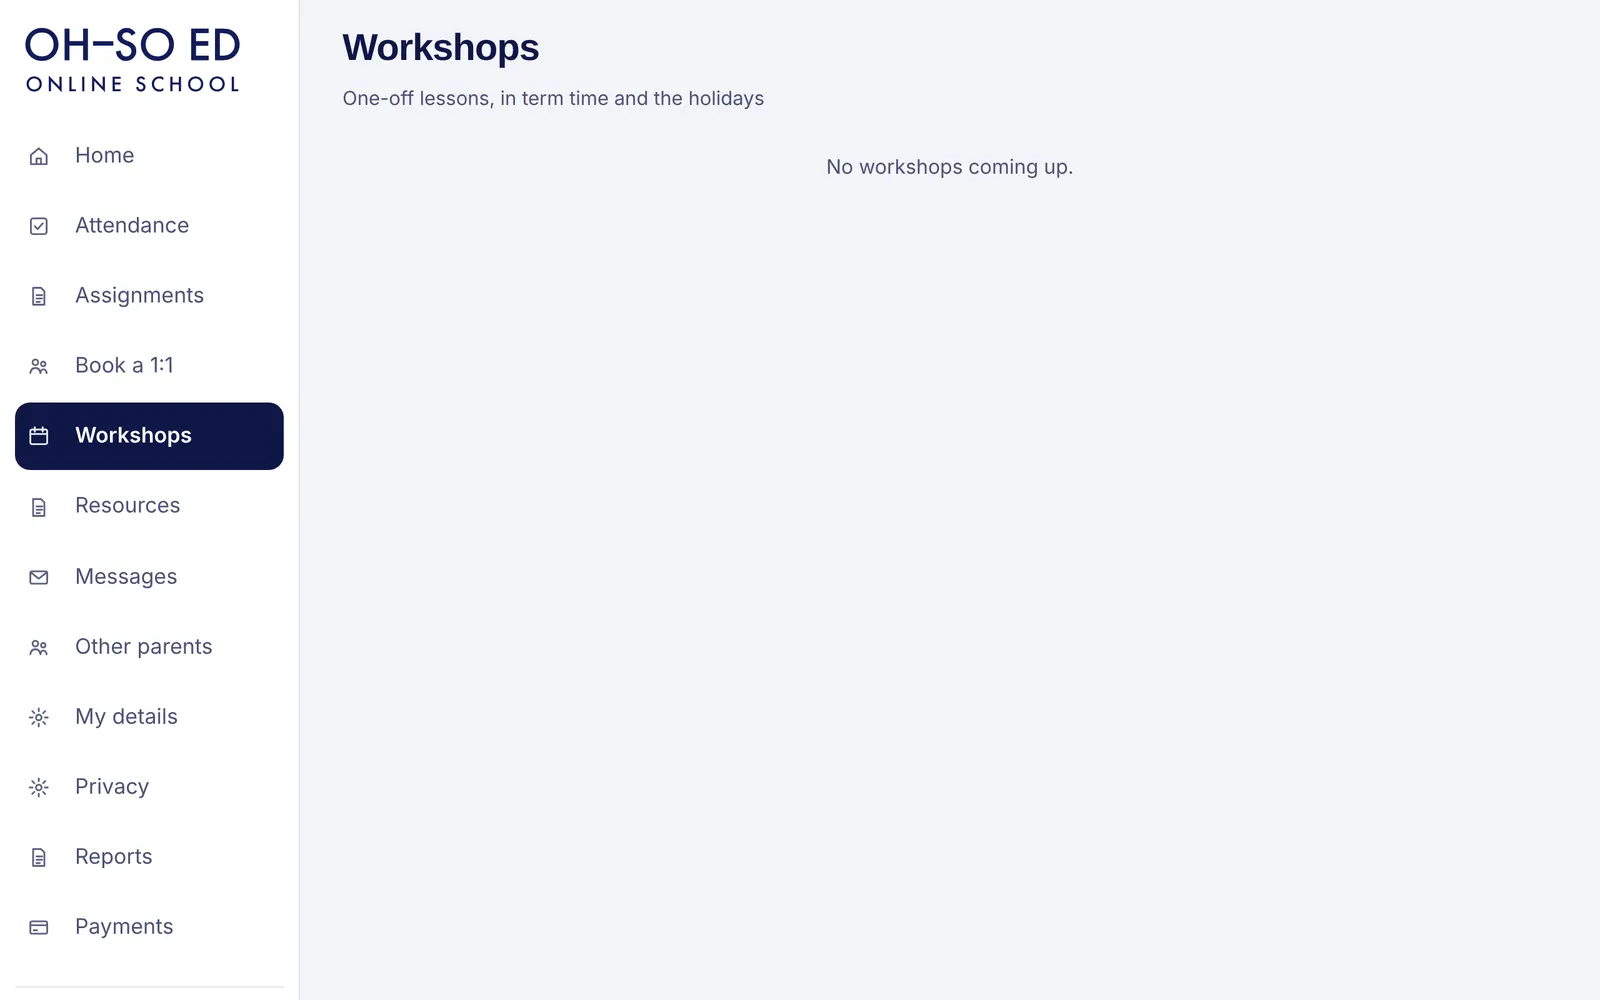 OH-SO ED
ONLINE SCHOOL
Home
Attendance
Assignments
Book a 1:1
Workshops
Resources
Messages
Other parents
My details
Privacy
Reports
Payments
Workshops
One-off lessons, in term time and the holidays
No workshops coming up.